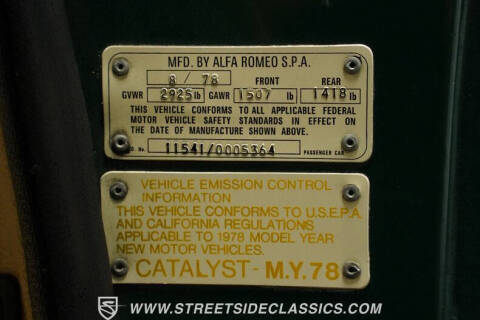 MFD. BY ALFA ROMEO S.P.A.
8 / 78 FRONT REAR
GVWR 2925 lb GAWR 1507 lb 1418 lb
THIS VEHICLE CONFORMS TO ALL APPLICABLE FEDERAL
MOTOR VEHICLE SAFETY STANDARDS IN EFFECT ON
THE DATE OF MANUFACTURE SHOWN ABOVE.
No. 11541/0005364 PASSENGER CAR
VEHICLE EMISSION CONTROL
INFORMATION
THIS VEHICLE CONFORMS TO U.S.E.P.A.
AND CALIFORNIA REGULATIONS
APPLICABLE TO 1978 MODEL YEAR
NEW MOTOR VEHICLES.
CATALYST - M.Y. 78
WWW.STREETSIDECLASSICS.COM